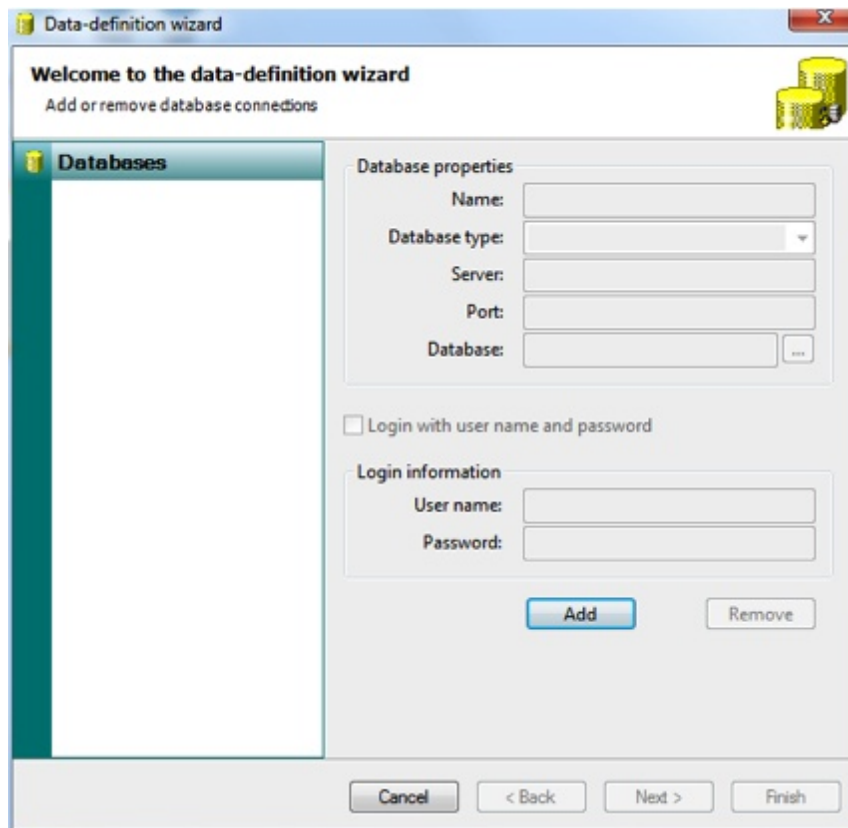 Data-definition wizard
X
Welcome to the data-definition wizard
Add or remove database connections
Databases
Database properties
Name:
Database type:
Server:
Port:
Database:
...
Login with user name and password
Login information
User name:
Password:
Add Remove
Cancel < Back Next > Finish